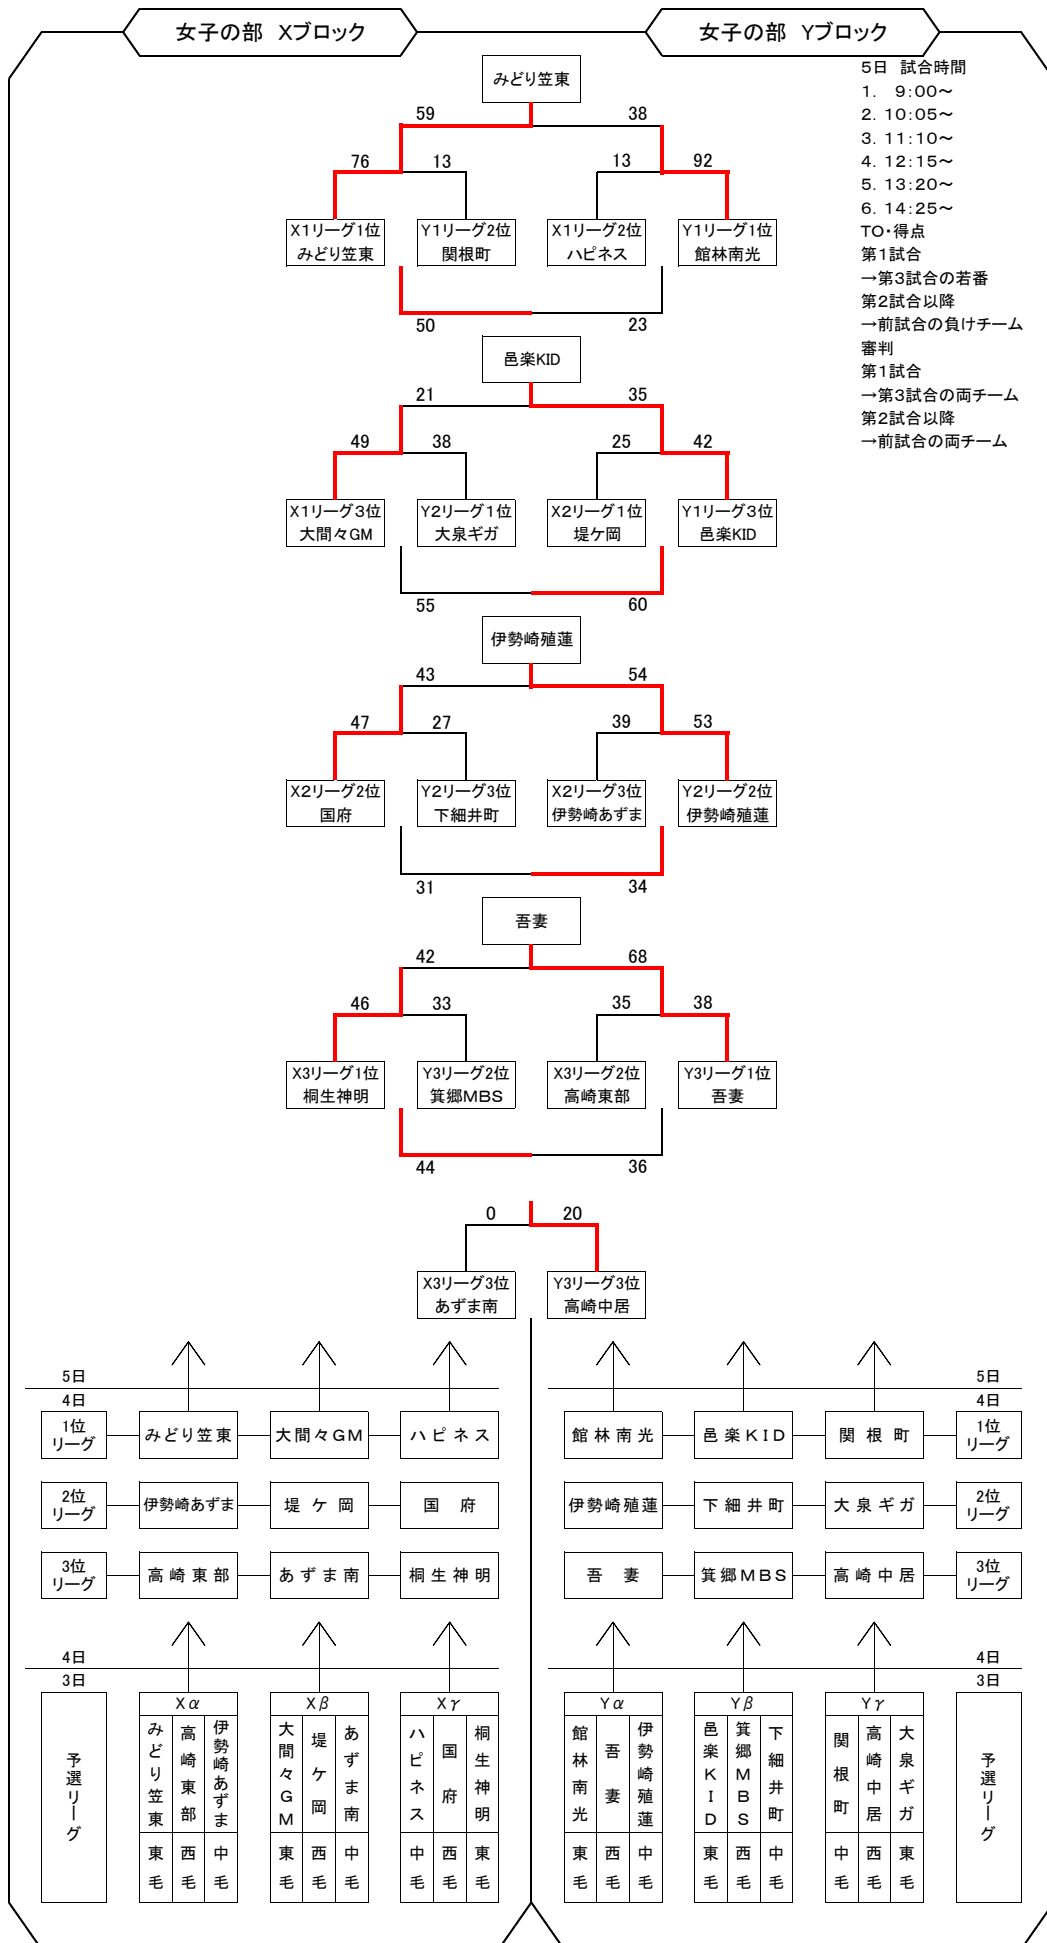 女子の部 Xブロック
女子の部 Yブロック
5日 試合時間
1. 9:00～
2. 10:05～
3. 11:10～
4. 12:15～
5. 13:20～
6. 14:25～
TO・得点
第1試合
→第3試合の若番
第2試合以降
→前試合の負けチーム
審判
第1試合
→第3試合の両チーム
第2試合以降
→前試合の両チーム
みどり笠東
59 38
76 13 13 92
X1リーグ1位 Y1リーグ2位 X1リーグ2位 Y1リーグ1位
みどり笠東 関根町 ハピネス 館林南光
50 23
邑楽KID
21 35
49 38 25 42
X1リーグ3位 Y2リーグ1位 X2リーグ1位 Y1リーグ3位
大間々GM 大泉ギガ 堤ケ岡 邑楽KID
55 60
伊勢崎殖蓮
43 54
47 27 39 53
X2リーグ2位 Y2リーグ3位 X2リーグ3位 Y2リーグ2位
国府 下細井町 伊勢崎あずま 伊勢崎殖蓮
31 34
吾妻
42 68
46 33 35 38
X3リーグ1位 Y3リーグ2位 X3リーグ2位 Y3リーグ1位
桐生神明 箕郷MBS 高崎東部 吾妻
44 36
0 20
X3リーグ3位 Y3リーグ3位
あずま南 高崎中居
5日 5日
4日 4日
1位リーグ みどり笠東 大間々GM ハピネス 館林南光 邑楽KID 関根町 1位リーグ
2位リーグ 伊勢崎あずま 堤ケ岡 国府 伊勢崎殖蓮 下細井町 大泉ギガ 2位リーグ
3位リーグ 高崎東部 あずま南 桐生神明 吾妻 箕郷MBS 高崎中居 3位リーグ
4日 4日
3日 3日
Xα Xβ Xγ Yα Yβ Yγ
予選リーグ
みどり笠東 東毛
高崎東部 西毛
伊勢崎あずま 中毛
大間々GM 東毛
堤ケ岡 西毛
あずま南 中毛
ハピネス 中毛
国府 西毛
桐生神明 東毛
館林南光 東毛
吾妻 西毛
伊勢崎殖蓮 中毛
邑楽KID 東毛
箕郷MBS 西毛
下細井町 中毛
関根町 中毛
高崎中居 西毛
大泉ギガ 東毛
予選リーグ